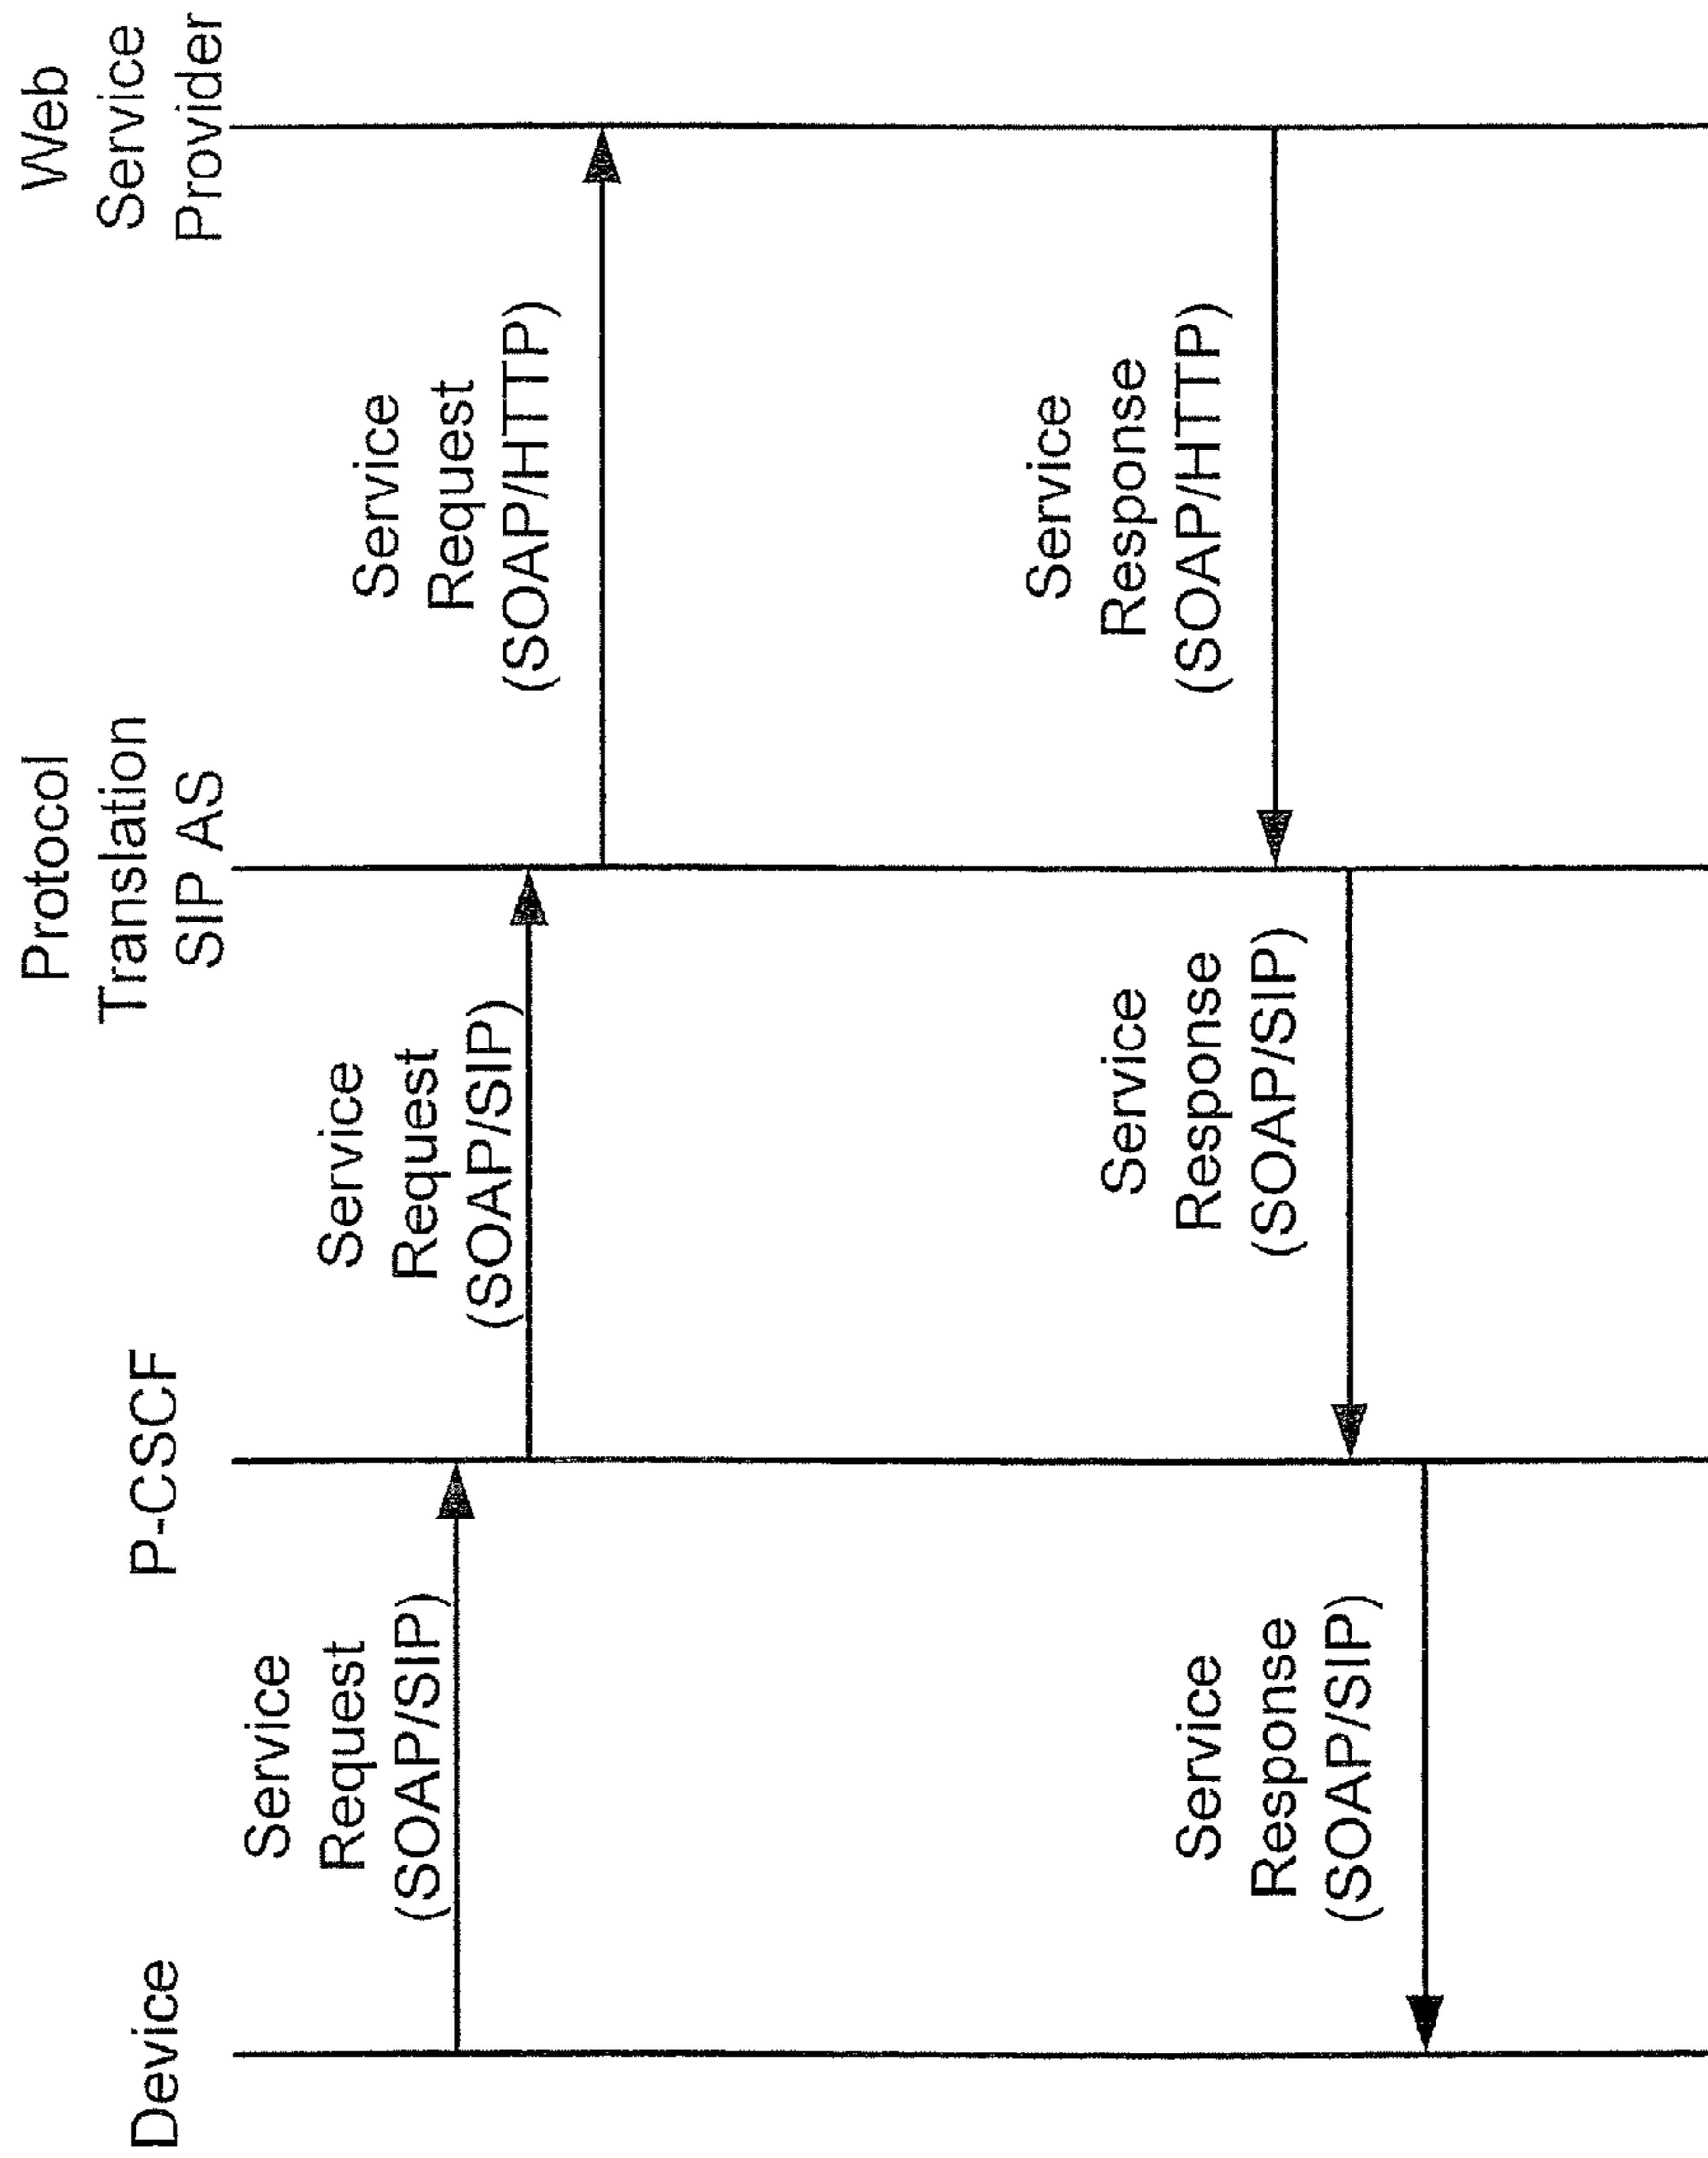 Device
P-CSCF
Protocol
Translation
SIP AS
Web
Service
Provider
Service
Request
(SOAP/SIP)
Service
Request
(SOAP/SIP)
Service
Request
(SOAP/HTTP)
Service
Response
(SOAP/HTTP)
Service
Response
(SOAP/SIP)
Service
Response
(SOAP/SIP)